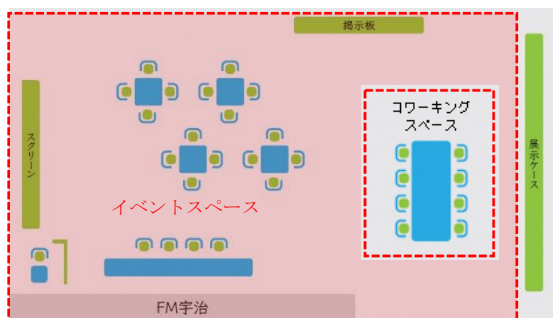 掲示板
コワーキング
スペース
スクリーン
展示ケース
イベントスペース
FM宇治